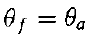 θ_f = θ_a